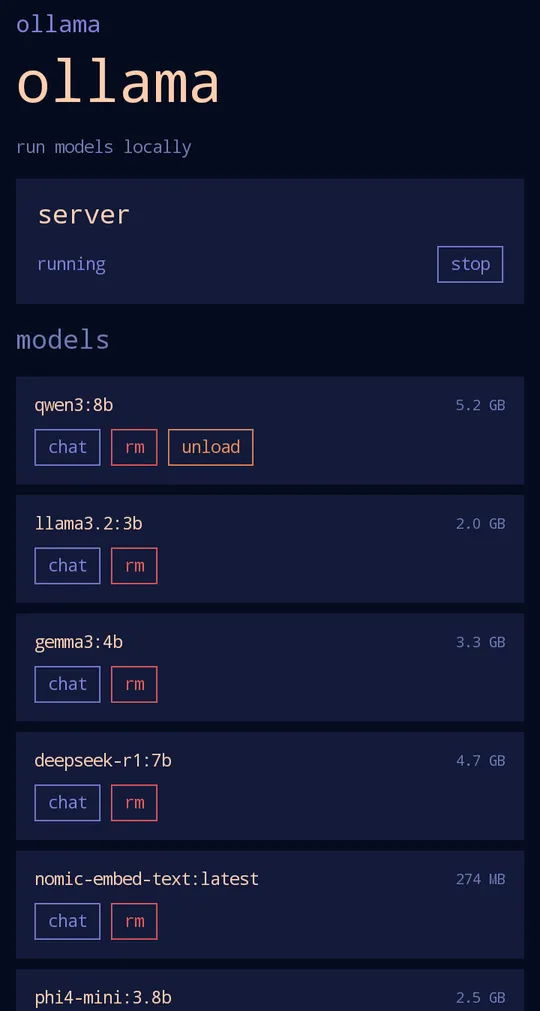 ollama
ollama
run models locally
server
running stop
models
qwen3:8b 5.2 GB
chat rm unload
llama3.2:3b 2.0 GB
chat rm
gemma3:4b 3.3 GB
chat rm
deepseek-r1:7b 4.7 GB
chat rm
nomic-embed-text:latest 274 MB
chat rm
phi4-mini:3.8b 2.5 GB